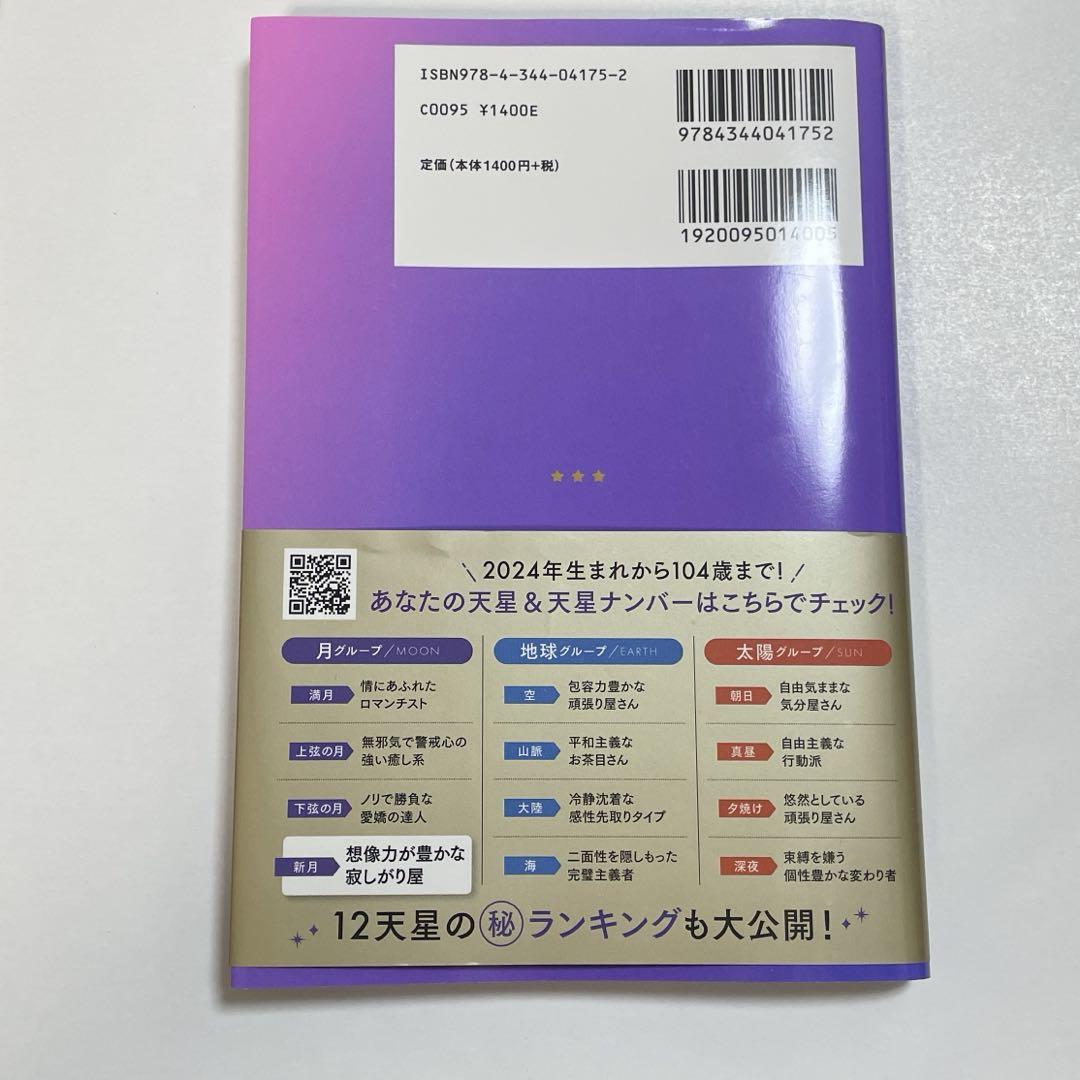 ISBN978-4-344-04175-2
C0095 ¥1400E
定価(本体1400円+税)
9784344041752
1920095014005
\ 2024年生まれから104歳まで! /
あなたの天星&天星ナンバーはこちらでチェック!
月グループ/MOON
満月
情にあふれた
ロマンチスト
上弦の月
無邪気で警戒心の
強い癒し系
下弦の月
ノリで勝負な
愛嬌の達人
新月
想像力が豊かな
寂しがり屋
地球グループ/EARTH
空
包容力豊かな
頑張り屋さん
山脈
平和主義な
お茶目さん
大陸
冷静沈着な
感性先取りタイプ
海
二面性を隠しもった
完璧主義者
太陽グループ/SUN
朝日
自由気ままな
気分屋さん
真昼
自由主義な
行動派
夕焼け
悠然としている
頑張り屋さん
深夜
束縛を嫌う
個性豊かな変わり者
12天星の㊙ランキングも大公開!